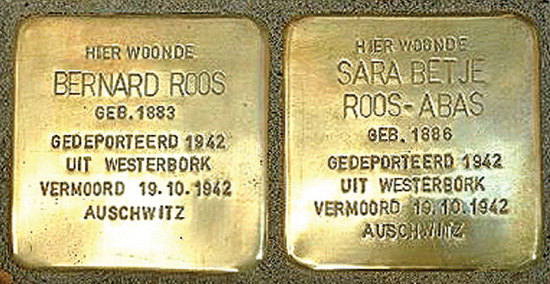 HIER WOONDE
BERNARD ROOS
GEB. 1883
GEDEPORTEERD 1942
UIT WESTERBORK
VERMOORD 19.10.1942
AUSCHWITZ
HIER WOONDE
SARA BETJE
ROOS-ABAS
GEB. 1886
GEDEPORTEERD 1942
UIT WESTERBORK
VERMOORD 19.10.1942
AUSCHWITZ